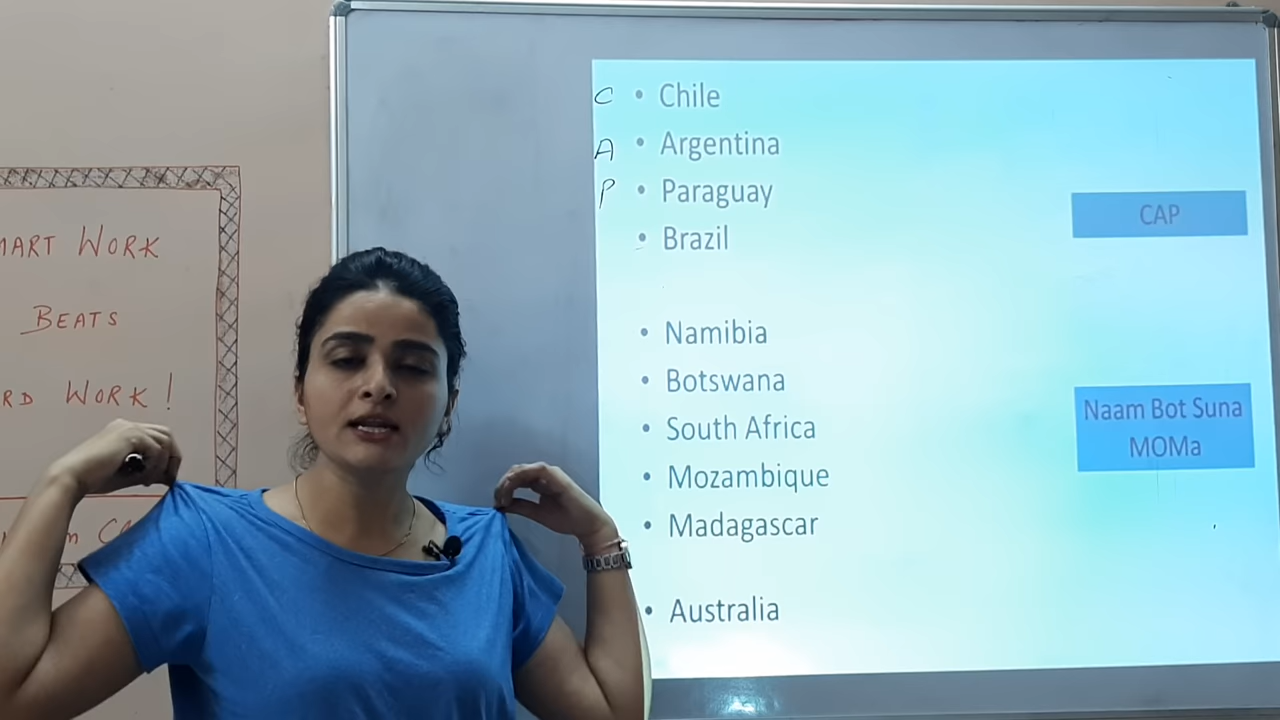 MART WORK
BEATS
RD WORK!
C • Chile
A • Argentina
P • Paraguay
• Brazil
CAP
• Namibia
• Botswana
• South Africa
• Mozambique
• Madagascar
Naam Bot Suna
MOMa
• Australia